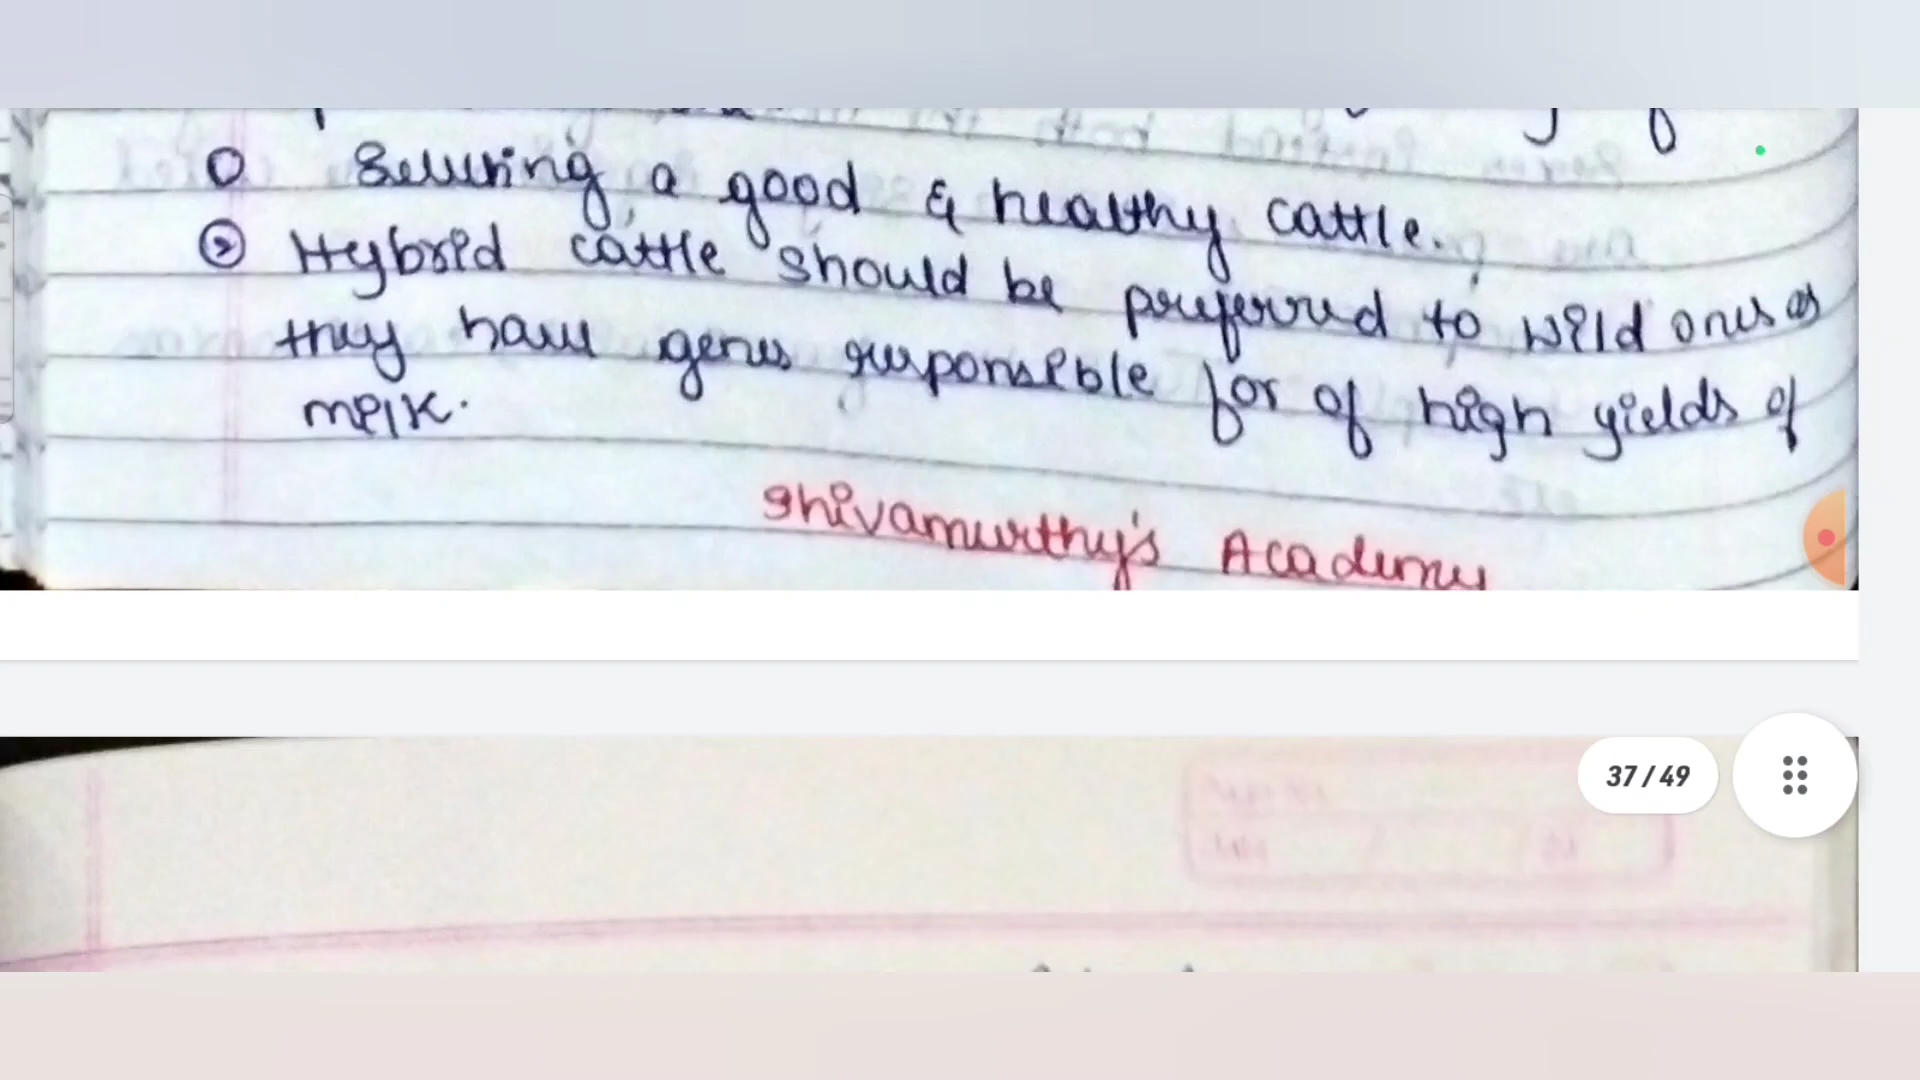 ① Selecting a good & healthy cattle.
② Hybrid cattle should be preferred to wild ones as
they have genes responsible for of high yields of
milk.
Shivamurthy's Academy
37 / 49